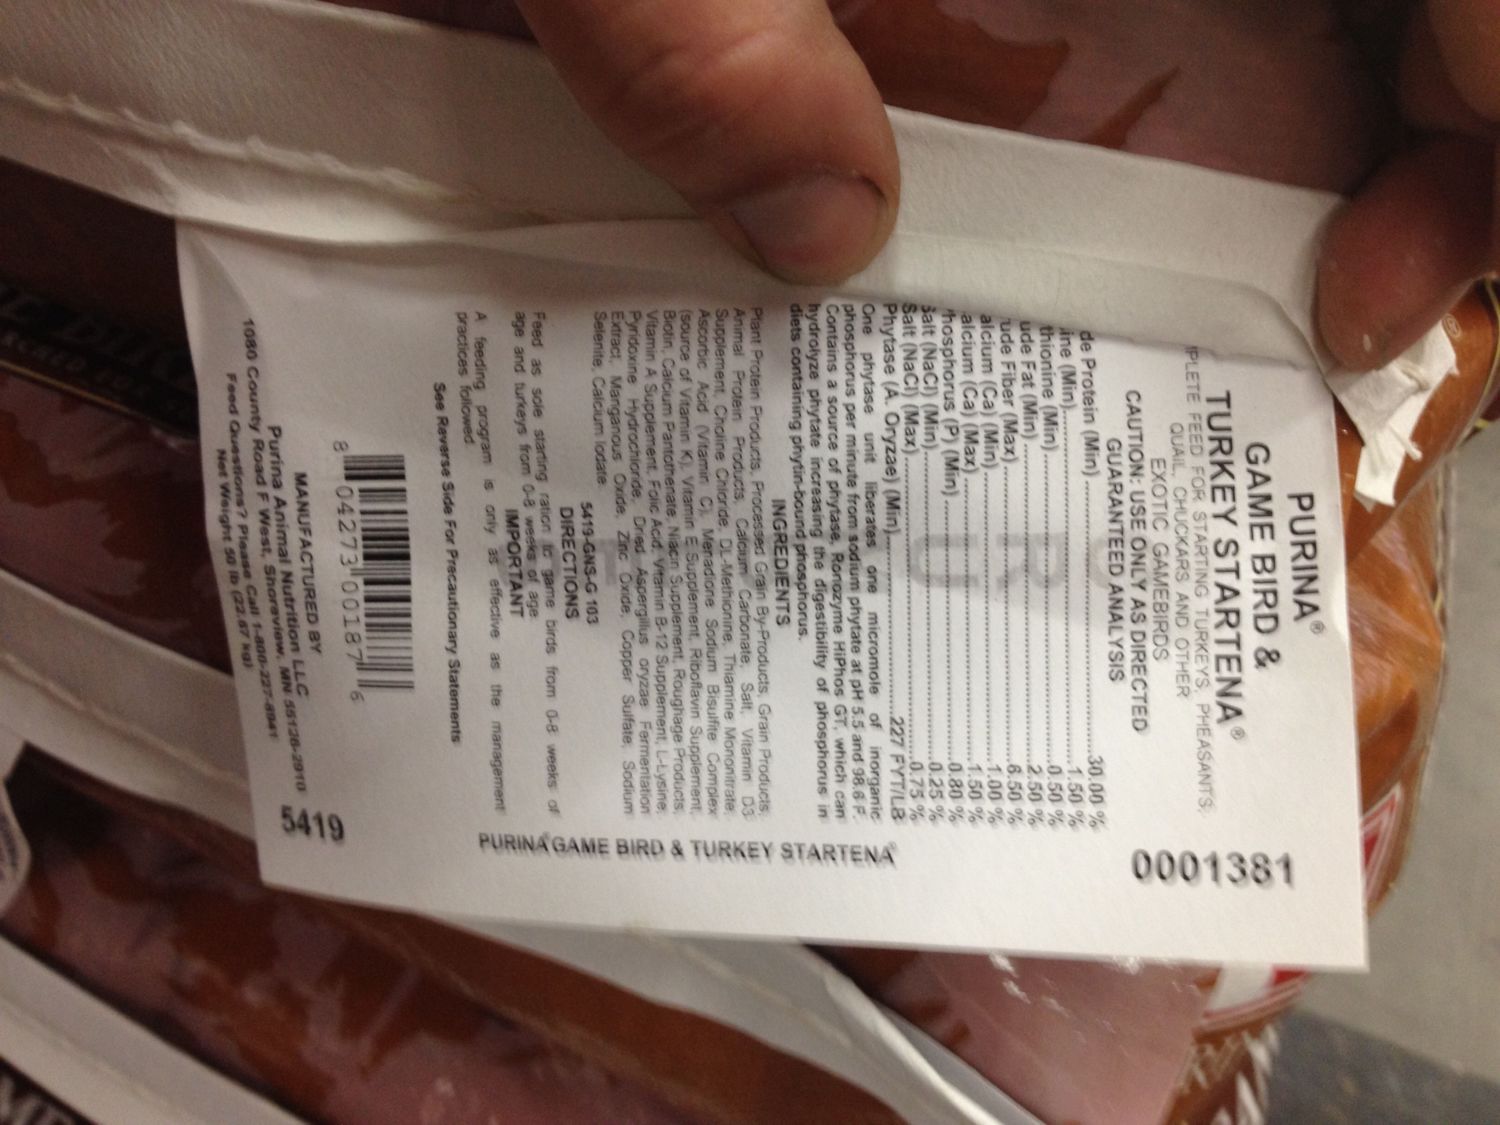 PURINA®
GAME BIRD &
TURKEY STARTENA®
0001381
PLETE FEED FOR STARTING TURKEYS, PHEASANTS,
QUAIL, CHUCKARS AND OTHER
EXOTIC GAMEBIRDS
CAUTION: USE ONLY AS DIRECTED
GUARANTEED ANALYSIS
de Protein (Min) 30.00 %
ine (Min) 1.50 %
thionine (Min) 0.50 %
ude Fat (Min) 2.50 %
ude Fiber (Max) 6.50 %
alcium (Ca) (Min) 1.00 %
alcium (Ca) (Max) 1.50 %
hosphorus (P) (Min) 0.80 %
Salt (NaCl) (Min) 0.25 %
Salt (NaCl) (Max) 0.75 %
Phytase (A. Oryzae) (Min) 227 FYT/LB
One phytase unit liberates one micromole of inorganic
phosphorus per minute from sodium phytate at pH 5.5 and 98.6 F.
Contains a source of phytase, Ronozyme HiPhos GT, which can
hydrolyze phytate increasing the digestibility of phosphorus in
diets containing phytin-bound phosphorus.
INGREDIENTS
Plant Protein Products, Processed Grain By-Products, Grain Products,
Animal Protein Products, Calcium Carbonate, Salt, Vitamin D3
Supplement, Choline Chloride, DL-Methionine, Thiamine Mononitrate,
Ascorbic Acid (Vitamin C), Menadione Sodium Bisulfite Complex
(source of Vitamin K), Vitamin E Supplement, Riboflavin Supplement,
Biotin, Calcium Pantothenate, Niacin Supplement, Roughage Products,
Vitamin A Supplement, Folic Acid, Vitamin B-12 Supplement, L-Lysine,
Pyridoxine Hydrochloride, Dried Aspergillus oryzae Fermentation
Extract, Manganous Oxide, Zinc Oxide, Copper Sulfate, Sodium
Selenite, Calcium Iodate.
5419-GNS-G 103
DIRECTIONS
Feed as sole starting ration to game birds from 0-8 weeks of
age and turkeys from 0-8 weeks of age.
IMPORTANT
A feeding program is only as effective as the management
practices followed.
See Reverse Side For Precautionary Statements
8 04273 00187 6
MANUFACTURED BY
Purina Animal Nutrition LLC
1080 County Road F West, Shoreview, MN 55126-2910
Feed Questions? Please Call 1-800-227-8941
Net Weight 50 lb (22.67 kg)
5419
PURINA® GAME BIRD & TURKEY STARTENA®